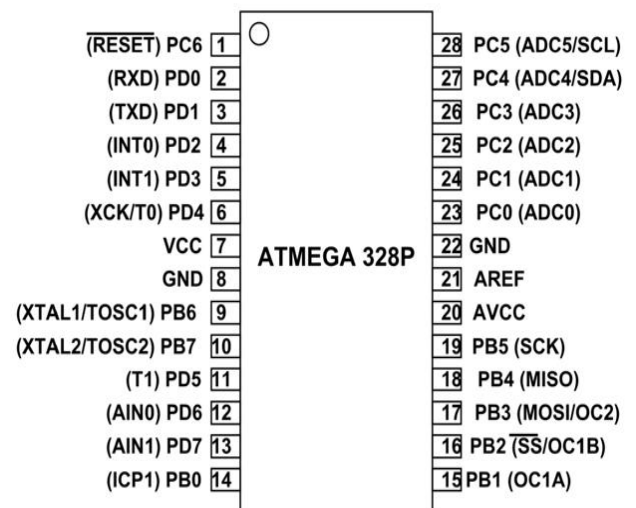 (RESET) PC6 1
(RXD) PD0 2
(TXD) PD1 3
(INT0) PD2 4
(INT1) PD3 5
(XCK/T0) PD4 6
VCC 7
GND 8
(XTAL1/TOSC1) PB6 9
(XTAL2/TOSC2) PB7 10
(T1) PD5 11
(AIN0) PD6 12
(AIN1) PD7 13
(ICP1) PB0 14
ATMEGA 328P
28 PC5 (ADC5/SCL)
27 PC4 (ADC4/SDA)
26 PC3 (ADC3)
25 PC2 (ADC2)
24 PC1 (ADC1)
23 PC0 (ADC0)
22 GND
21 AREF
20 AVCC
19 PB5 (SCK)
18 PB4 (MISO)
17 PB3 (MOSI/OC2)
16 PB2 (SS/OC1B)
15 PB1 (OC1A)